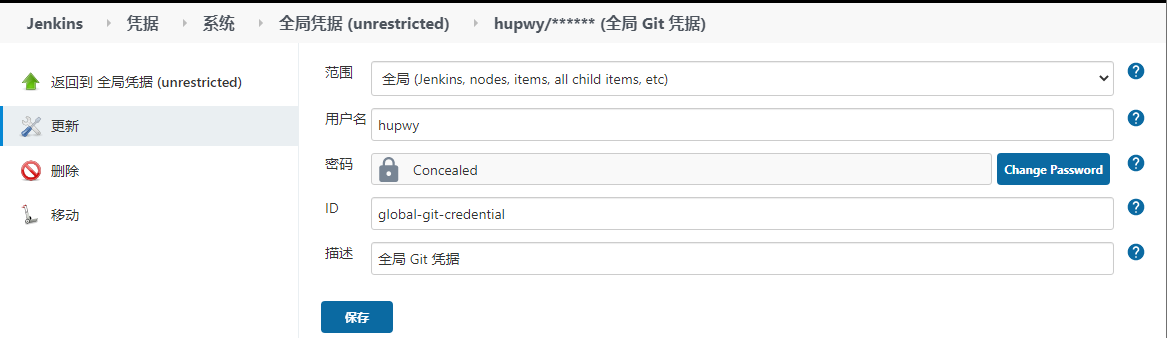 Jenkins 凭据 系统 全局凭据 (unrestricted) hupwy/****** (全局 Git 凭据)
返回到 全局凭据 (unrestricted)
更新
删除
移动
范围 全局 (Jenkins, nodes, items, all child items, etc) ?
用户名 hupwy ?
密码 Concealed Change Password ?
ID global-git-credential ?
描述 全局 Git 凭据 ?
保存